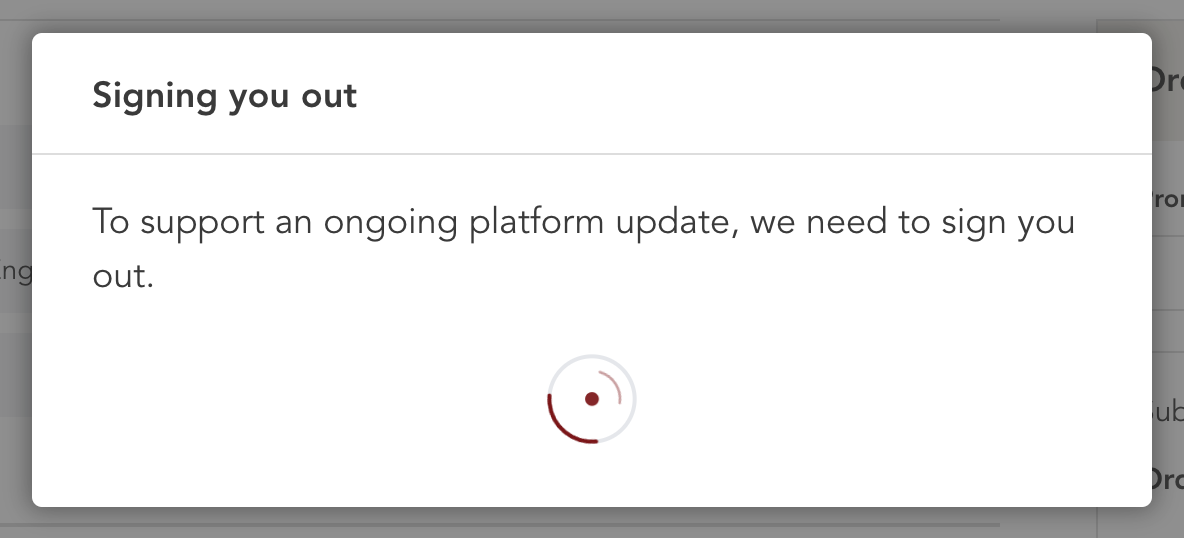 Signing you out
To support an ongoing platform update, we need to sign you
out.